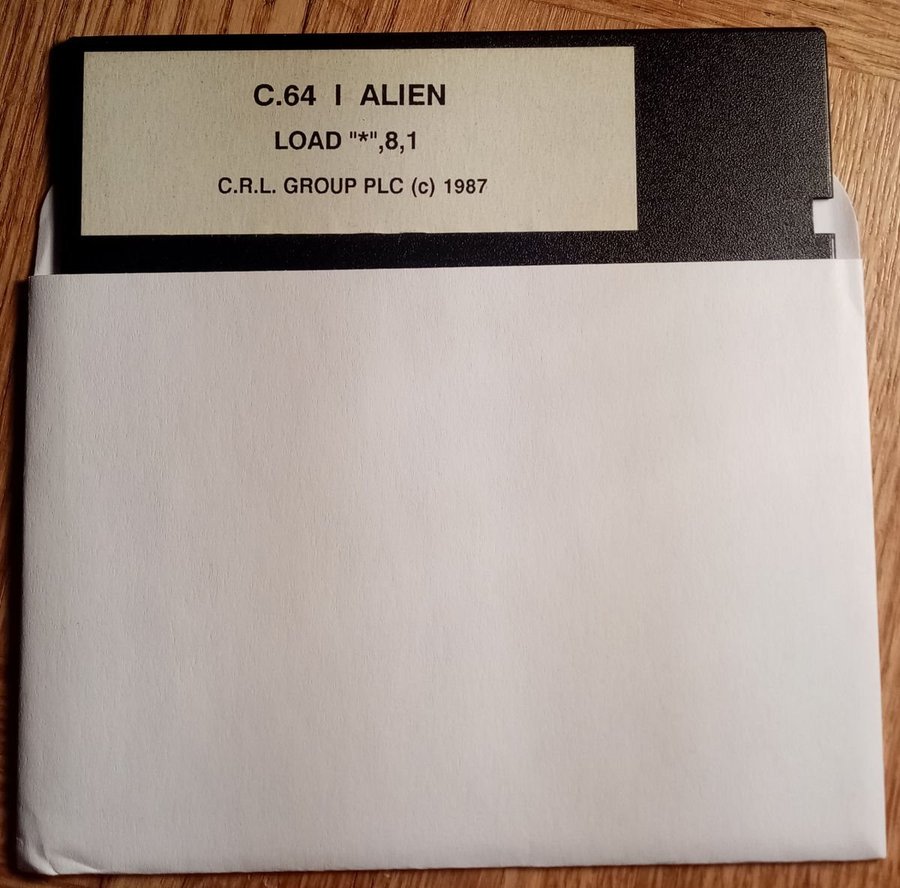 C.64 I ALIEN
LOAD "*",8,1
C.R.L. GROUP PLC (c) 1987